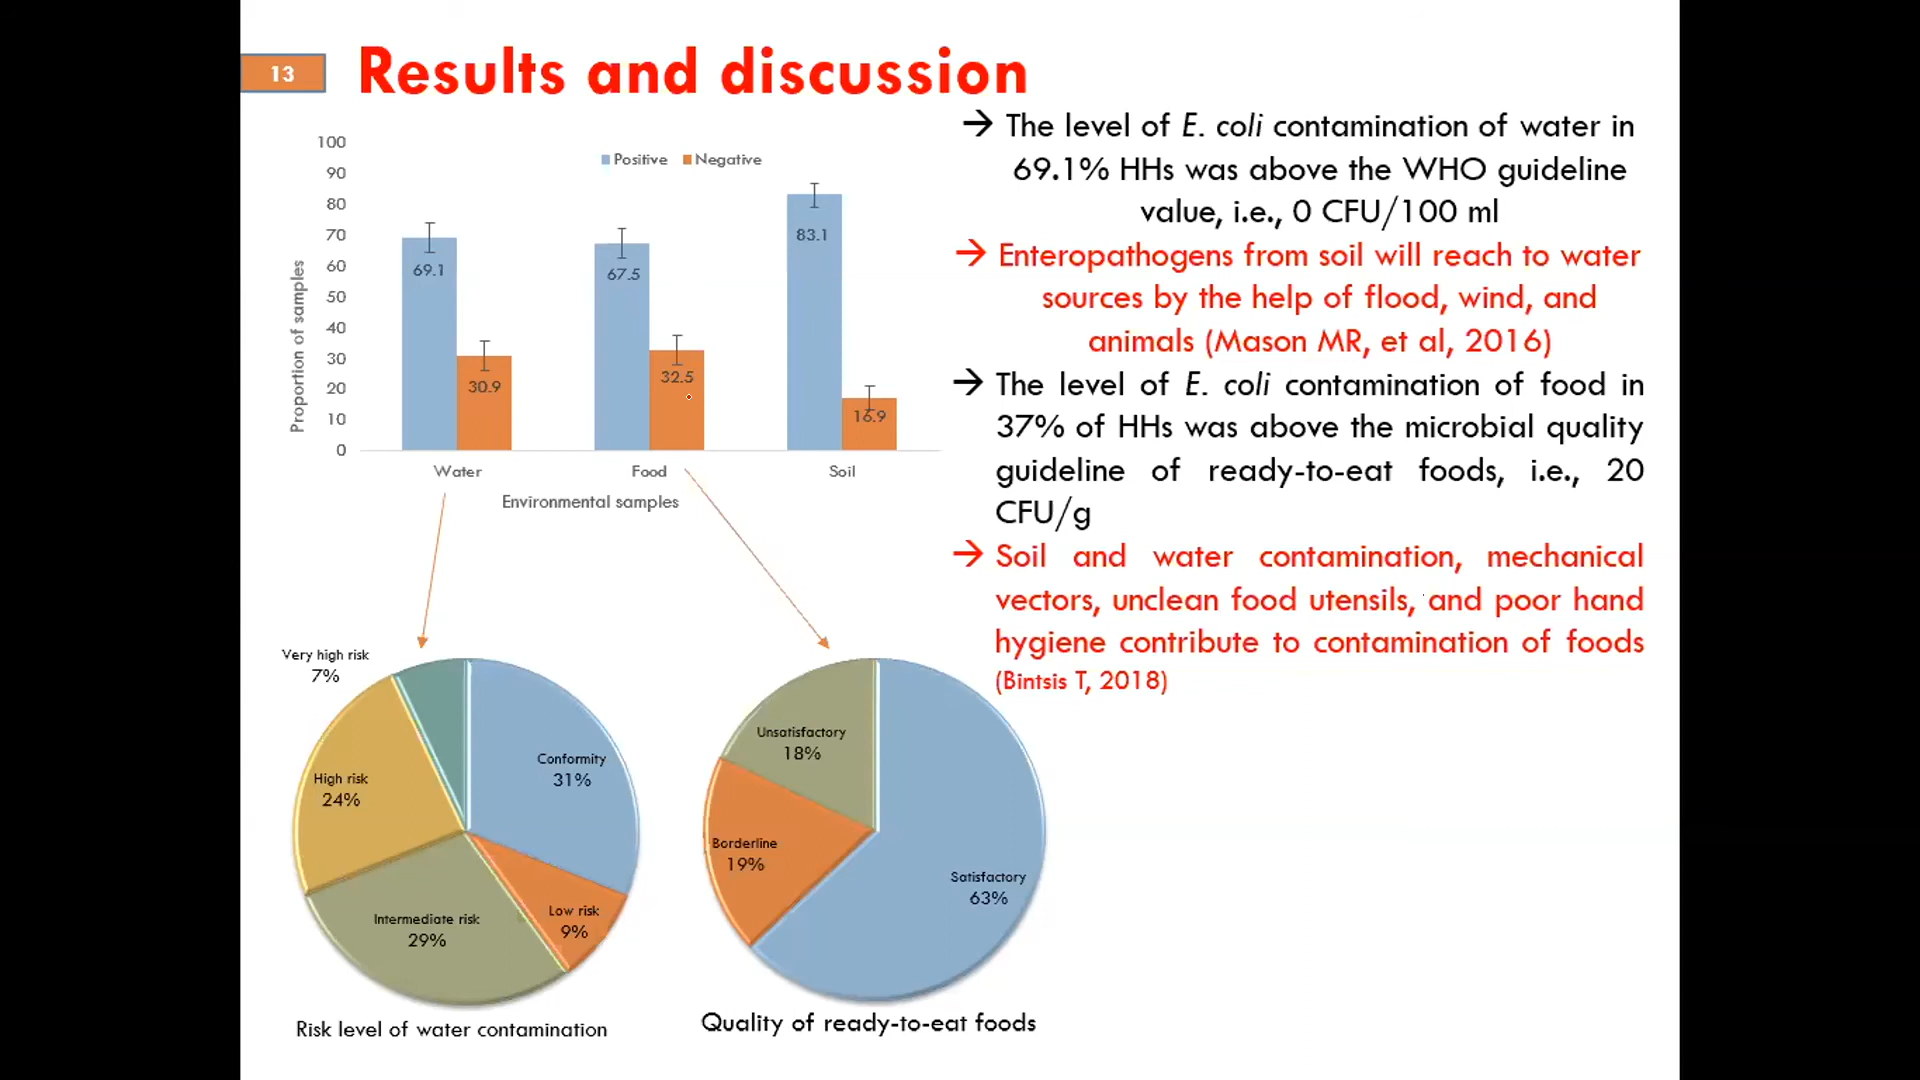 13
Results and discussion
100
90
80
70
60
50
40
30
20
10
0
Proportion of samples
Positive Negative
69.1
30.9
67.5
32.5
83.1
16.9
Water Food Soil
Environmental samples
→ The level of E. coli contamination of water in
69.1% HHs was above the WHO guideline
value, i.e., 0 CFU/100 ml
→ Enteropathogens from soil will reach to water
sources by the help of flood, wind, and
animals (Mason MR, et al, 2016)
→ The level of E. coli contamination of food in
37% of HHs was above the microbial quality
guideline of ready-to-eat foods, i.e., 20
CFU/g
→ Soil and water contamination, mechanical
vectors, unclean food utensils, and poor hand
hygiene contribute to contamination of foods
(Bintsis T, 2018)
Very high risk
7%
High risk
24%
Conformity
31%
Intermediate risk
29%
Low risk
9%
Risk level of water contamination
Unsatisfactory
18%
Borderline
19%
Satisfactory
63%
Quality of ready-to-eat foods